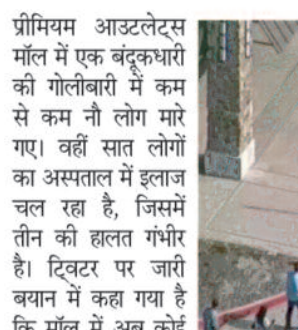 प्रीमियम आउटलेट्स
मॉल में एक बंदूकधारी
की गोलीबारी में कम
से कम नौ लोग मारे
गए। वहीं सात लोगों
का अस्पताल में इलाज
चल रहा है, जिसमें
तीन की हालत गंभीर
है। ट्विटर पर जारी
बयान में कहा गया है
कि मॉल में अब कोई